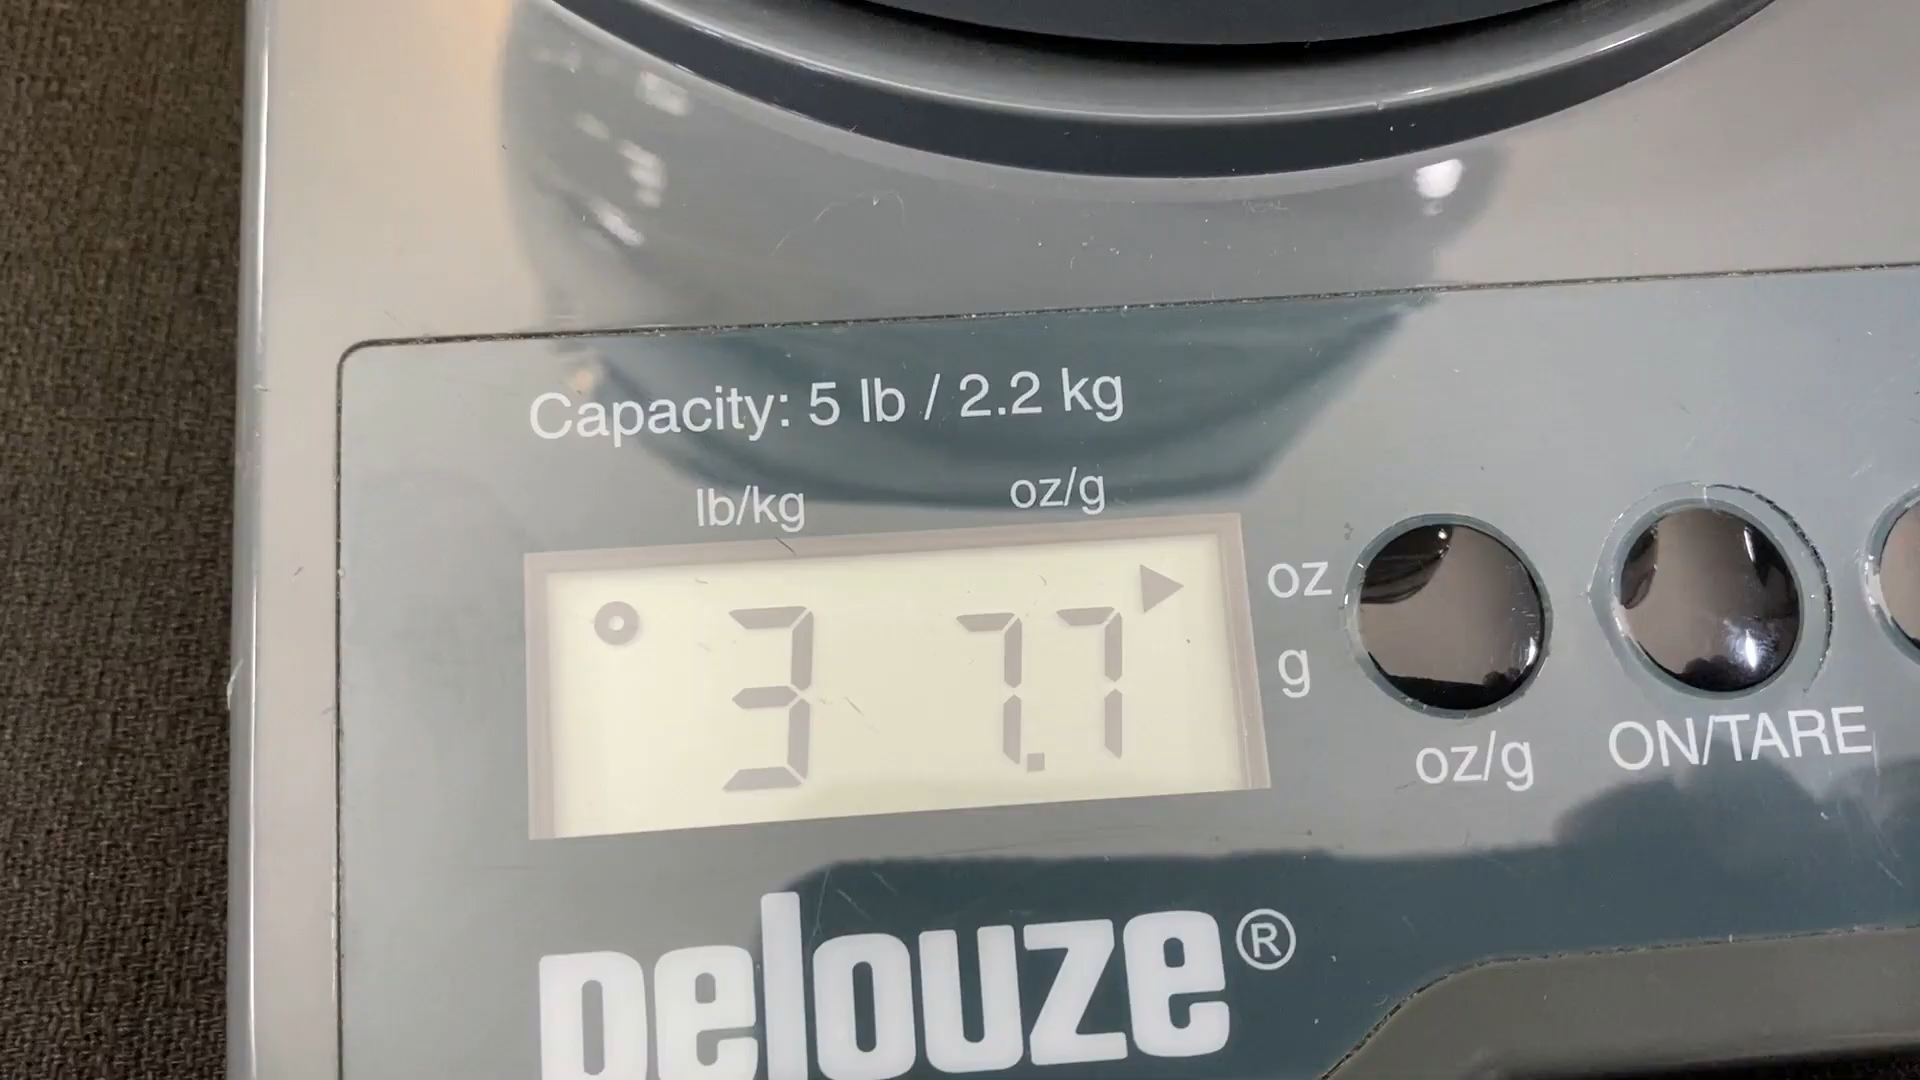 Capacity: 5 lb / 2.2 kg
lb/kg oz/g
3 7.7
oz
g
oz/g ON/TARE
pelouze®